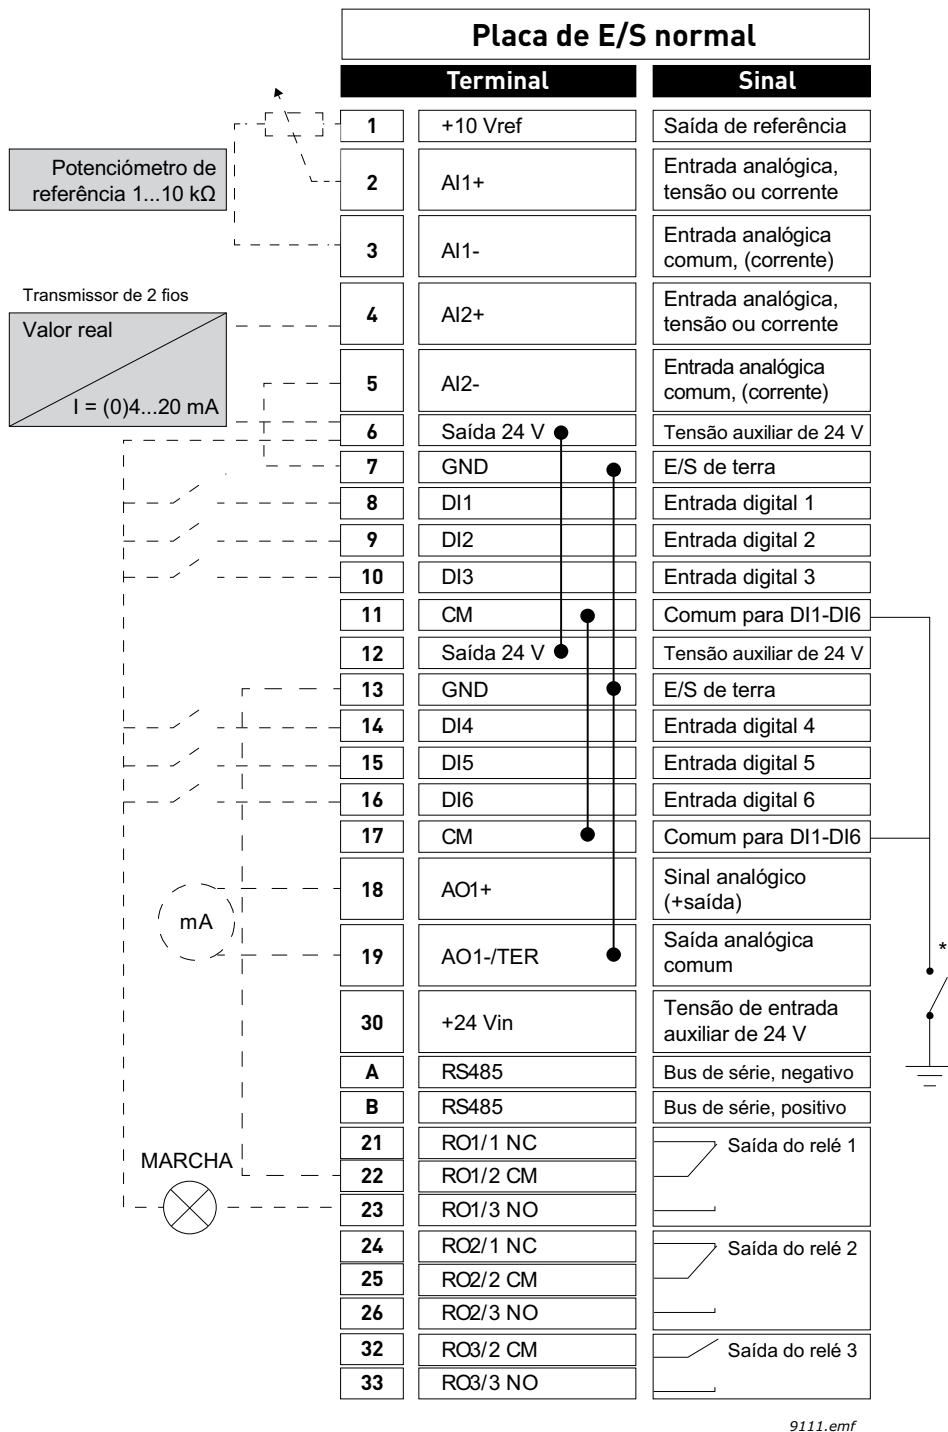 Placa de E/S normal
Terminal
Sinal
1
+10 Vref
Saída de referência
Potenciómetro de
referência 1...10 kΩ
2
AI1+
Entrada analógica,
tensão ou corrente
3
AI1-
Entrada analógica
comum, (corrente)
Transmissor de 2 fios
Valor real
I = (0)4...20 mA
4
AI2+
Entrada analógica,
tensão ou corrente
5
AI2-
Entrada analógica
comum, (corrente)
6
Saída 24 V
Tensão auxiliar de 24 V
7
GND
E/S de terra
8
DI1
Entrada digital 1
9
DI2
Entrada digital 2
10
DI3
Entrada digital 3
11
CM
Comum para DI1-DI6
12
Saída 24 V
Tensão auxiliar de 24 V
13
GND
E/S de terra
14
DI4
Entrada digital 4
15
DI5
Entrada digital 5
16
DI6
Entrada digital 6
17
CM
Comum para DI1-DI6
mA
18
AO1+
Sinal analógico
(+saída)
19
AO1-/TER
Saída analógica
comum
*
30
+24 Vin
Tensão de entrada
auxiliar de 24 V
A
RS485
Bus de série, negativo
B
RS485
Bus de série, positivo
21
RO1/1 NC
Saída do relé 1
MARCHA
22
RO1/2 CM
23
RO1/3 NO
24
RO2/1 NC
Saída do relé 2
25
RO2/2 CM
26
RO2/3 NO
32
RO3/2 CM
Saída do relé 3
33
RO3/3 NO
9111.emf